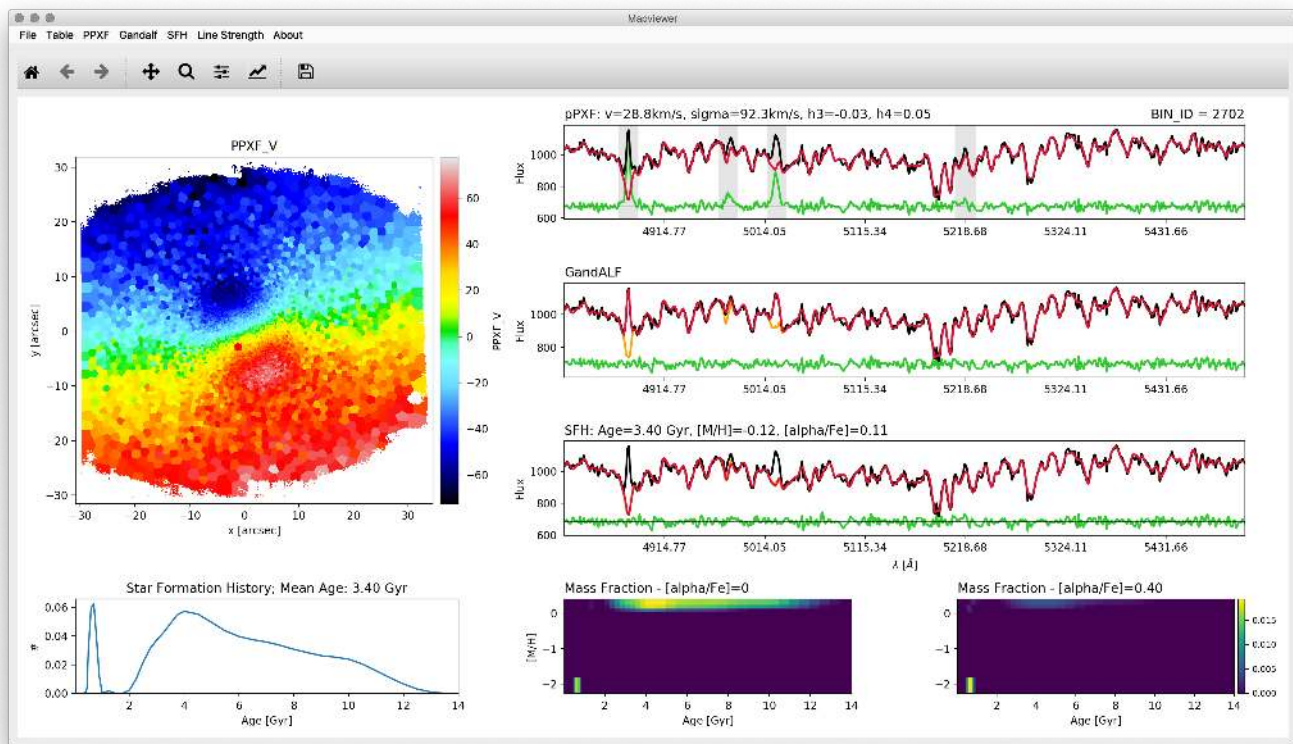 Mapviewer
File Table PPXF Gandalf SFH Line Strength About
PPXF_V
30
20
10
0
−10
−20
−30
y [arcsec]
−30 −20 −10 0 10 20 30
x [arcsec]
60
40
20
0
−20
−40
−60
PPXF_V
pPXF: v=28.8km/s, sigma=92.3km/s, h3=-0.03, h4=0.05 BIN_ID = 2702
1000
800
600
Flux
4914.77 5014.05 5115.34 5218.68 5324.11 5431.66
GandALF
1000
800
Flux
4914.77 5014.05 5115.34 5218.68 5324.11 5431.66
SFH: Age=3.40 Gyr, [M/H]=-0.12, [alpha/Fe]=0.11
1000
800
600
Flux
4914.77 5014.05 5115.34 5218.68 5324.11 5431.66
λ [Å]
Star Formation History; Mean Age: 3.40 Gyr
0.06
0.04
0.02
0.00
#
2 4 6 8 10 12 14
Age [Gyr]
Mass Fraction - [alpha/Fe]=0
0
−1
−2
[M/H]
2 4 6 8 10 12 14
Age [Gyr]
Mass Fraction - [alpha/Fe]=0.40
0
−1
−2
2 4 6 8 10 12 14
Age [Gyr]
0.015
0.010
0.005
0.000